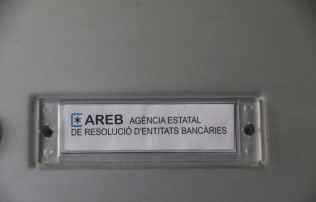 AREB AGÈNCIA ESTATAL
DE RESOLUCIÓ D'ENTITATS BANCÀRIES